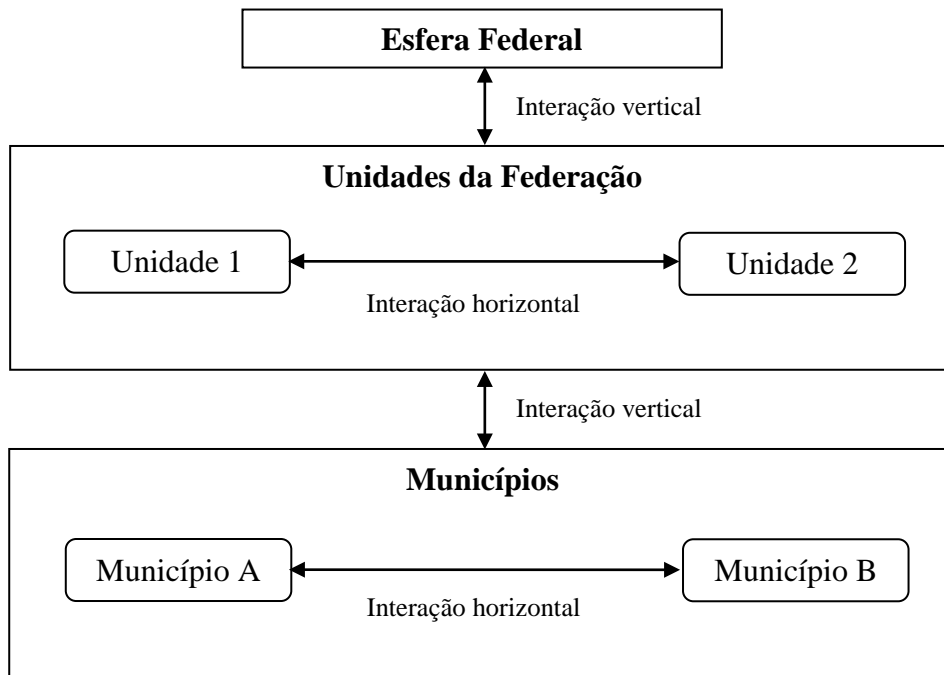 Esfera Federal
Interação vertical
Unidades da Federação
Unidade 1
Unidade 2
Interação horizontal
Interação vertical
Municípios
Município A
Município B
Interação horizontal